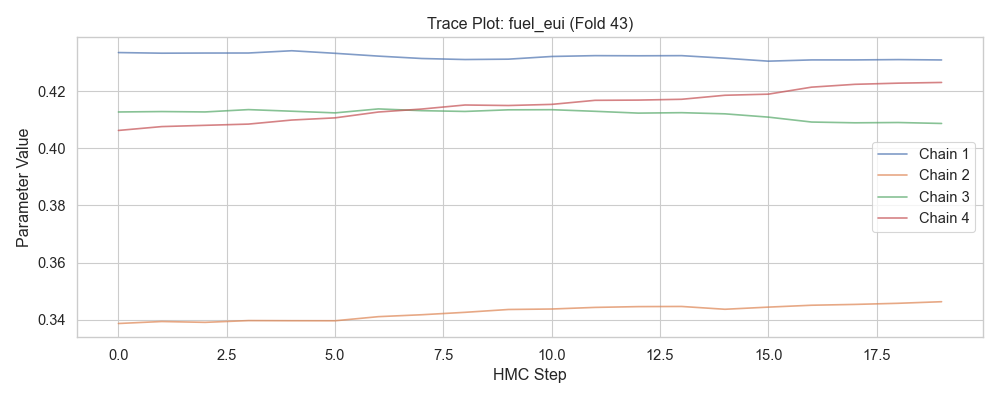 Trace Plot: fuel_eui (Fold 43)
Parameter Value
0.42
0.40
0.38
0.36
0.34
Chain 1
Chain 2
Chain 3
Chain 4
0.0 2.5 5.0 7.5 10.0 12.5 15.0 17.5
HMC Step